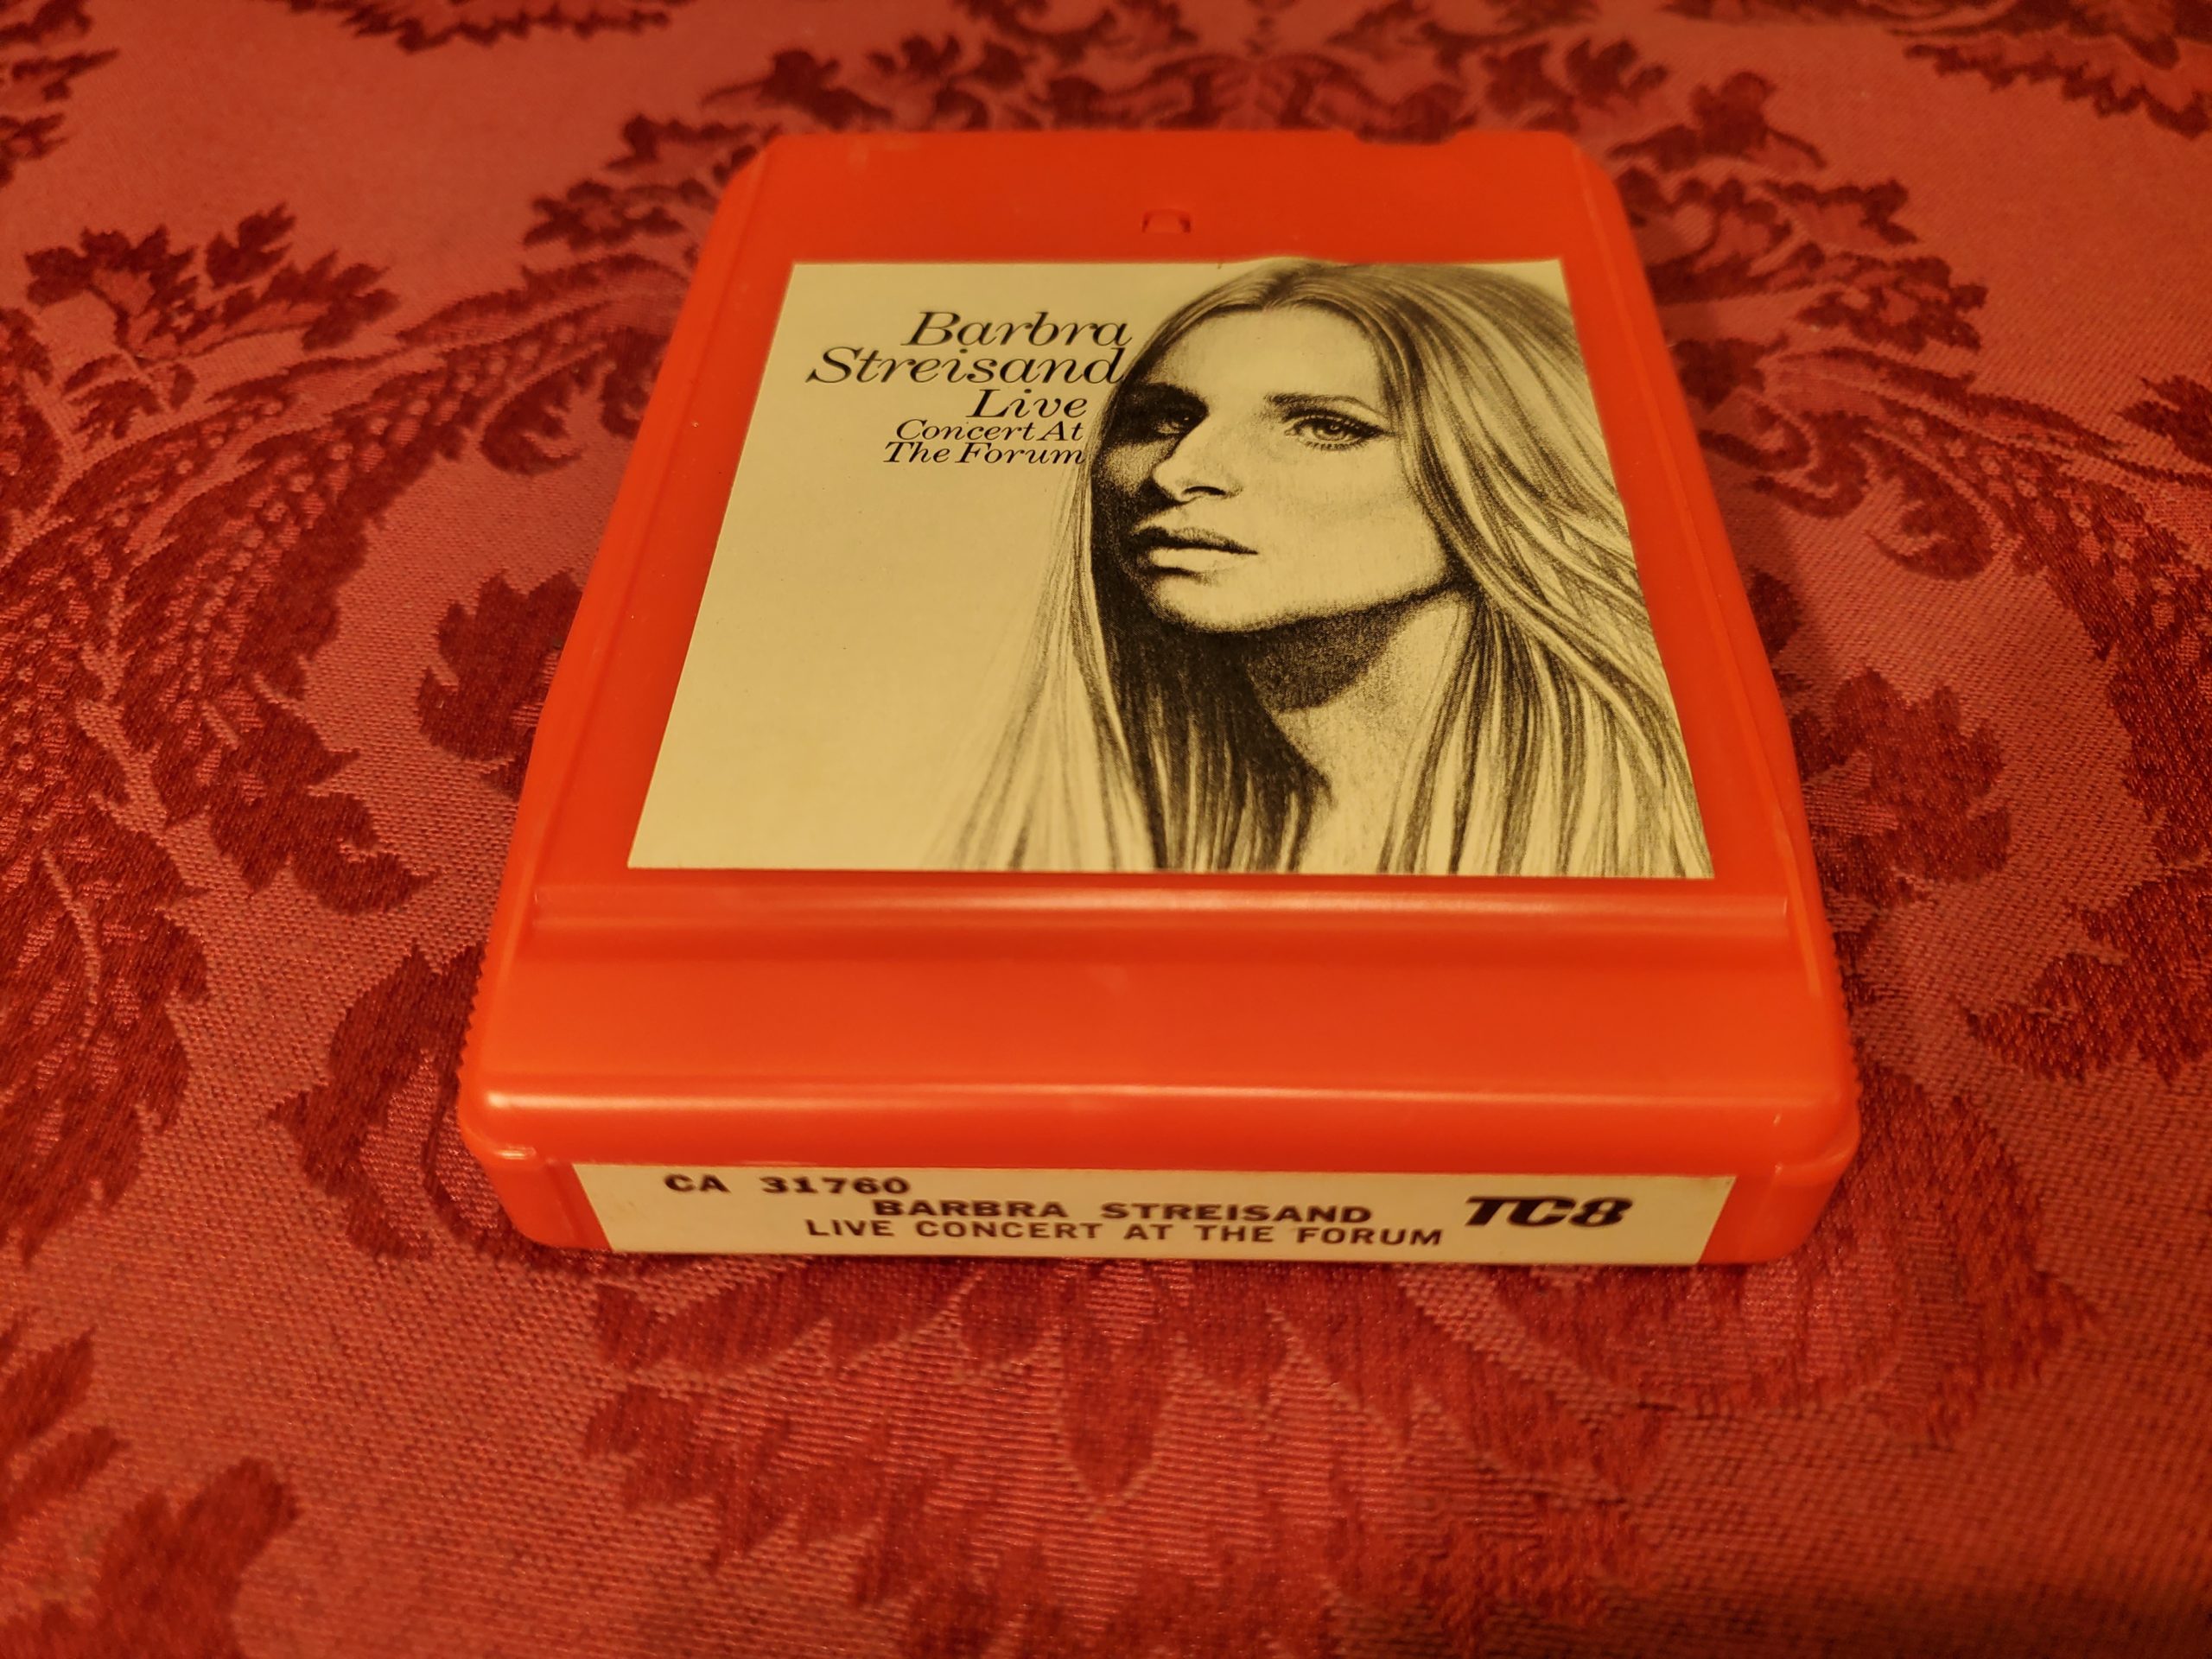 Barbra
Streisand
Live
Concert At
The Forum
CA 31760
BARBRA STREISAND
TC8
LIVE CONCERT AT THE FORUM